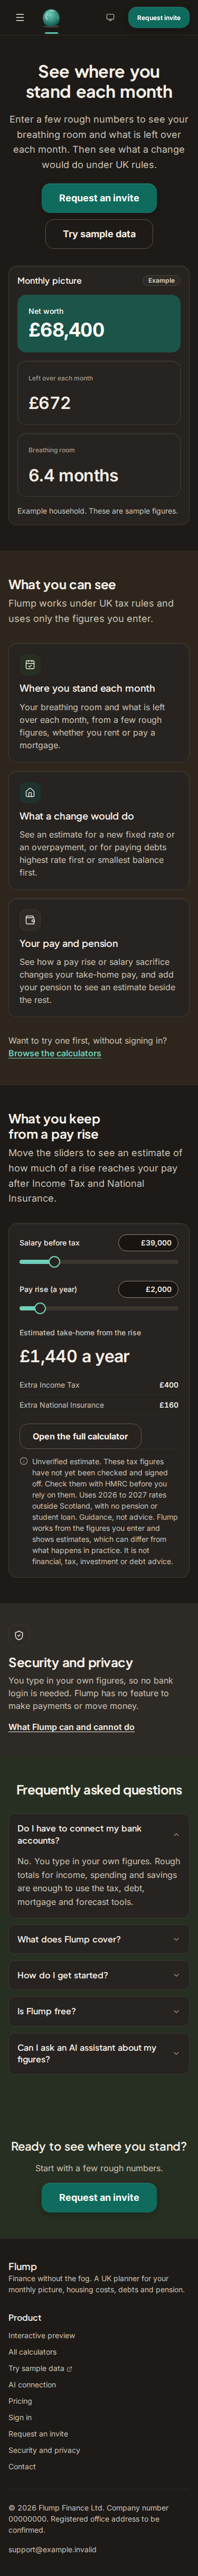 Request invite
See where you
stand each month
Enter a few rough numbers to see your
breathing room and what is left over
each month. Then see what a change
would do under UK rules.
Request an invite
Try sample data
Monthly picture
Example
Net worth
£68,400
Left over each month
£672
Breathing room
6.4 months
Example household. These are sample figures.
What you can see
Flump works under UK tax rules and
uses only the figures you enter.
Where you stand each month
Your breathing room and what is left
over each month, from a few rough
figures, whether you rent or pay a
mortgage.
What a change would do
See an estimate for a new fixed rate or
an overpayment, or for paying debts
highest rate first or smallest balance
first.
Your pay and pension
See how a pay rise or salary sacrifice
changes your take-home pay, and add
your pension to see an estimate beside
the rest.
Want to try one first, without signing in?
Browse the calculators
What you keep
from a pay rise
Move the sliders to see an estimate of
how much of a rise reaches your pay
after Income Tax and National
Insurance.
Salary before tax
£39,000
Pay rise (a year)
£2,000
Estimated take-home from the rise
£1,440 a year
Extra Income Tax
£400
Extra National Insurance
£160
Open the full calculator
Unverified estimate. These tax figures
have not yet been checked and signed
off. Check them with HMRC before you
rely on them. Uses 2026 to 2027 rates
outside Scotland, with no pension or
student loan. Guidance, not advice. Flump
works from the figures you enter and
shows estimates, which can differ from
what happens in practice. It is not
financial, tax, investment or debt advice.
Security and privacy
You type in your own figures, so no bank
login is needed. Flump has no feature to
make payments or move money.
What Flump can and cannot do
Frequently asked questions
Do I have to connect my bank
accounts?
No. You type in your own figures. Rough
totals for income, spending and savings
are enough to use the tax, debt,
mortgage and forecast tools.
What does Flump cover?
How do I get started?
Is Flump free?
Can I ask an AI assistant about my
figures?
Ready to see where you stand?
Start with a few rough numbers.
Request an invite
Flump
Finance without the fog. A UK planner for your
monthly picture, housing costs, debts and pension.
Product
Interactive preview
All calculators
Try sample data
AI connection
Pricing
Sign in
Request an invite
Security and privacy
Contact
© 2026 Flump Finance Ltd. Company number
00000000. Registered office address to be
confirmed.
support@example.invalid